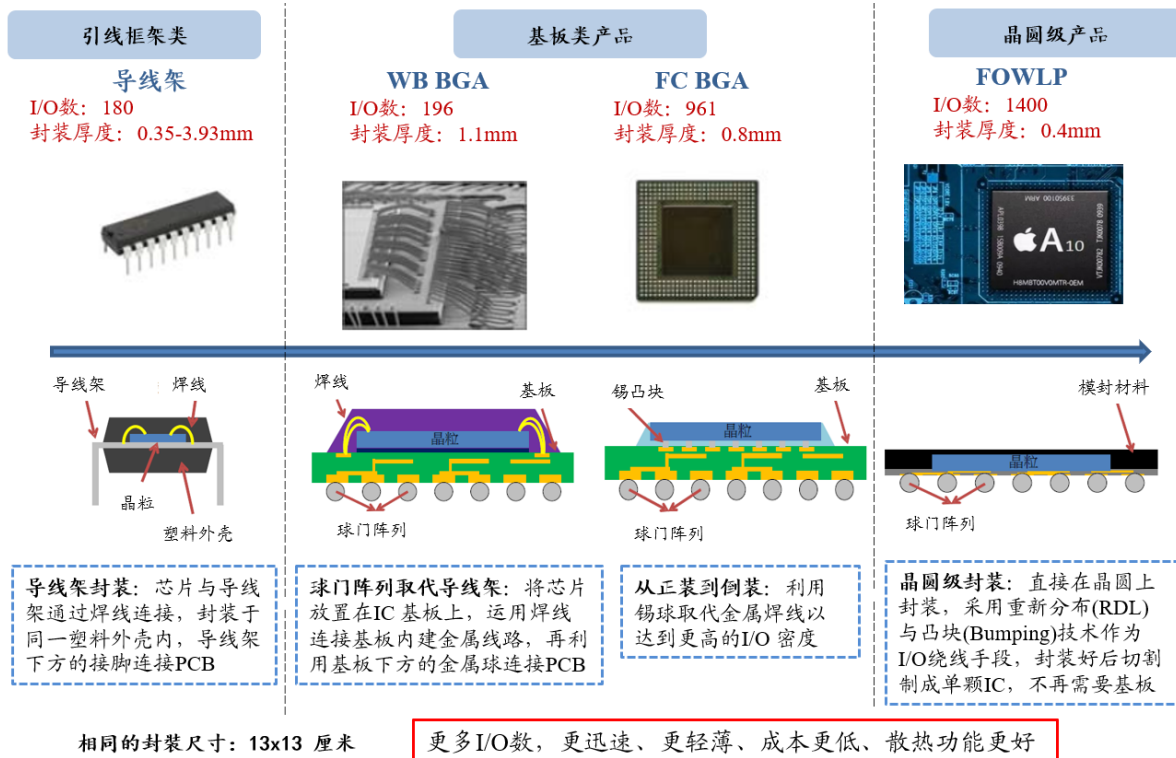 引线框架类
基板类产品
晶圆级产品
导线架
I/O数：180
封装厚度：0.35-3.93mm
WB BGA
I/O数：196
封装厚度：1.1mm
FC BGA
I/O数：961
封装厚度：0.8mm
FOWLP
I/O数：1400
封装厚度：0.4mm
339S0100 ARM
A10
H8MBT00V0MTR-0EM
导线架
焊线
晶粒
塑料外壳
焊线
基板
晶粒
球门阵列
锡凸块
基板
晶粒
球门阵列
模封材料
晶粒
球门阵列
导线架封装：芯片与导线
架通过焊线连接，封装于
同一塑料外壳内，导线架
下方的接脚连接PCB
球门阵列取代导线架：将芯片
放置在IC 基板上，运用焊线
连接基板内建金属线路，再利
用基板下方的金属球连接PCB
从正装到倒装：利用
锡球取代金属焊线以
达到更高的I/O 密度
晶圆级封装：直接在晶圆上
封装，采用重新分布(RDL)
与凸块(Bumping)技术作为
I/O绕线手段，封装好后切割
制成单颗IC，不再需要基板
相同的封装尺寸：13x13 厘米
更多I/O数，更迅速、更轻薄、成本更低、散热功能更好